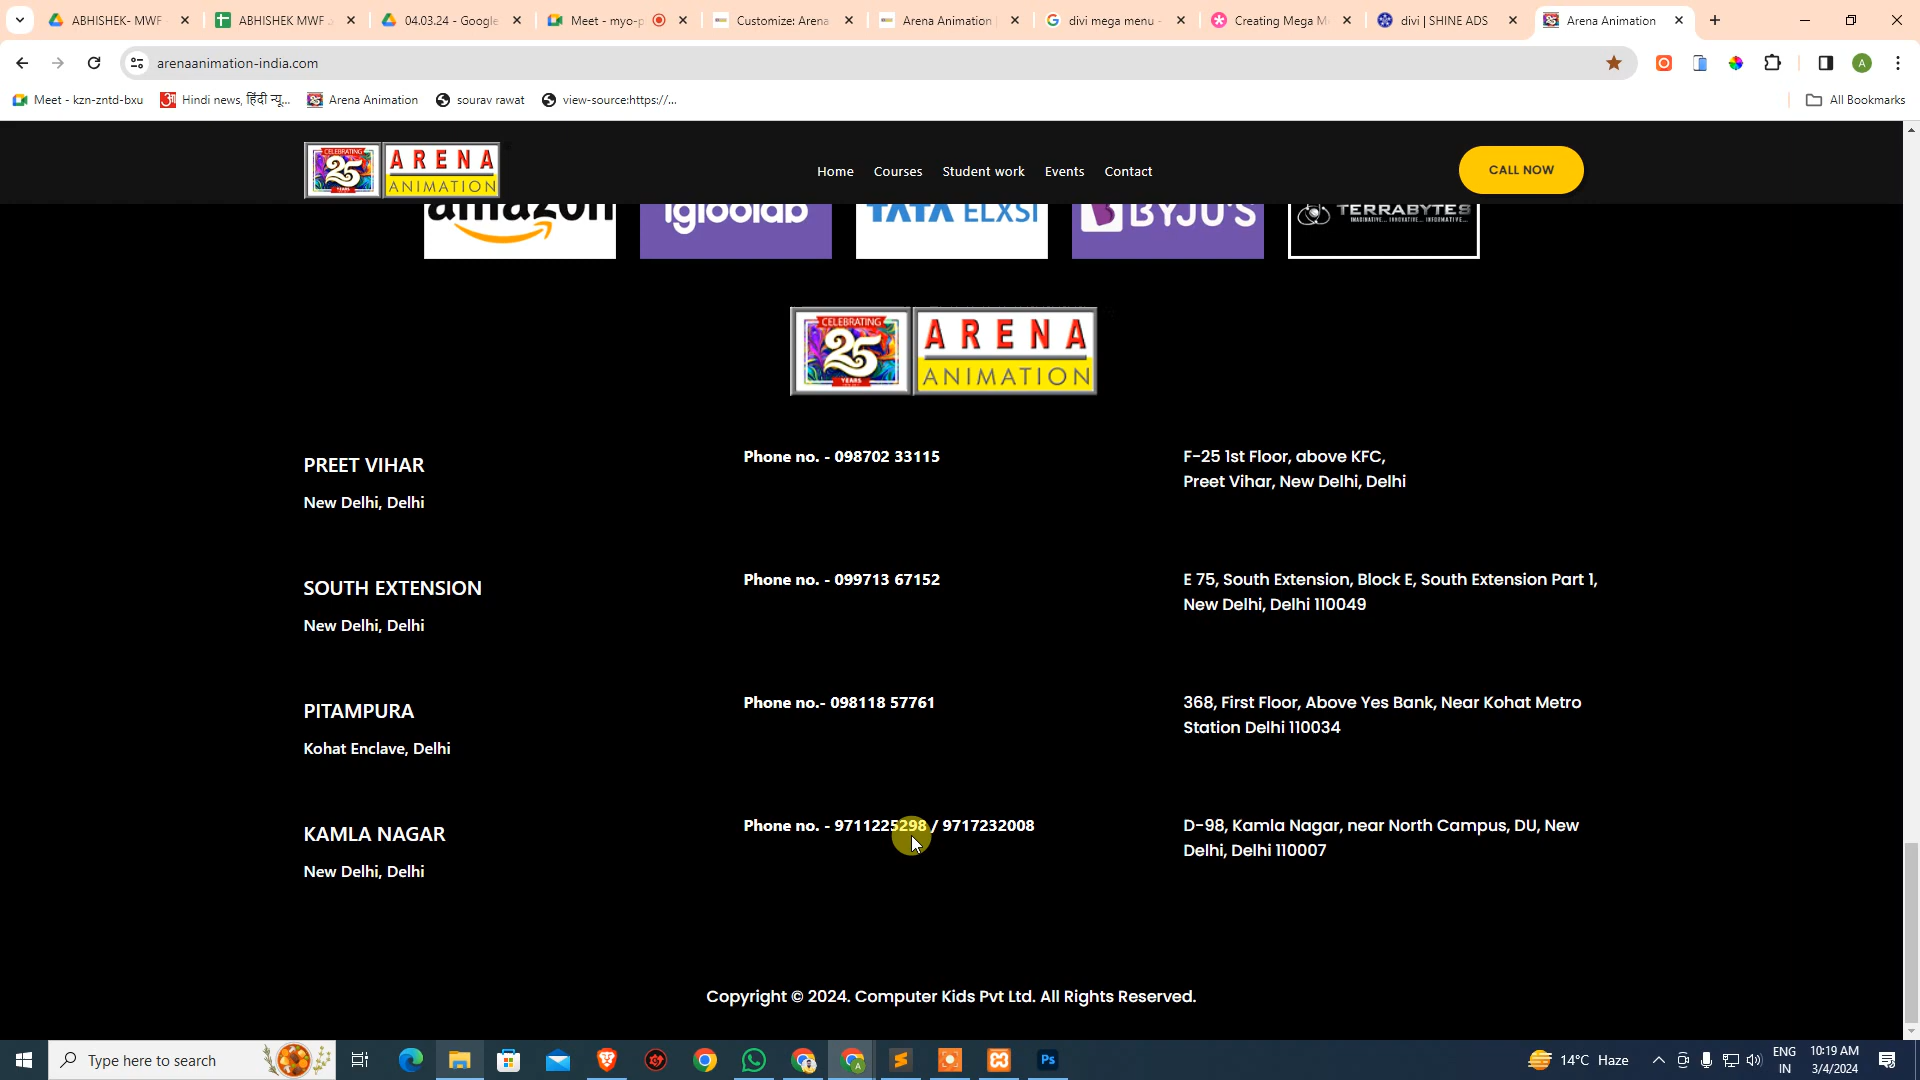 ABHISHEK- MWF
ABHISHEK MWF
04.03.24 - Google
Meet - myo-p
Customize: Arena
Arena Animation
divi mega menu -
Creating Mega M
divi | SHINE ADS
Arena Animation
arenaanimation-india.com
A
Meet - kzn-zntd-bxu
Hindi news, हिंदी न्यू...
Arena Animation
sourav rawat
view-source:https://...
All Bookmarks
CELEBRATING
25
YEARS
ARENA
ANIMATION
Home
Courses
Student work
Events
Contact
CALL NOW
amazon
igloolab
TATA ELXSI
BYJU'S
TERRABYTES
IMAGINATIVE... INNOVATIVE... INFORMATIVE...
CELEBRATING
25
YEARS
ARENA
ANIMATION
PREET VIHAR
New Delhi, Delhi
Phone no. - 098702 33115
F-25 1st Floor, above KFC,
Preet Vihar, New Delhi, Delhi
SOUTH EXTENSION
New Delhi, Delhi
Phone no. - 099713 67152
E 75, South Extension, Block E, South Extension Part 1,
New Delhi, Delhi 110049
PITAMPURA
Kohat Enclave, Delhi
Phone no.- 098118 57761
368, First Floor, Above Yes Bank, Near Kohat Metro
Station Delhi 110034
KAMLA NAGAR
New Delhi, Delhi
Phone no. - 9711225298 / 9717232008
D-98, Kamla Nagar, near North Campus, DU, New
Delhi, Delhi 110007
Copyright © 2024. Computer Kids Pvt Ltd. All Rights Reserved.
Type here to search
Ps
14°C Haze
ENG
IN
10:19 AM
3/4/2024